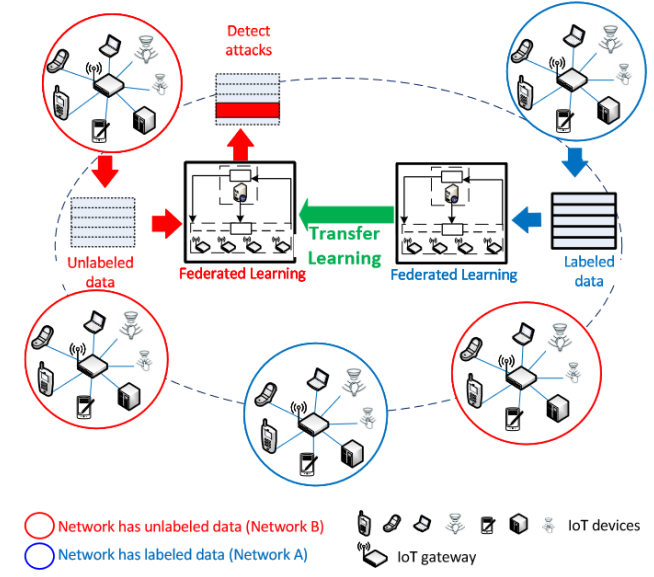 Detect
attacks
Transfer
Learning
Unlabeled
data
Federated Learning
Federated Learning
Labeled
data
Network has unlabeled data (Network B)
IoT devices
Network has labeled data (Network A)
IoT gateway